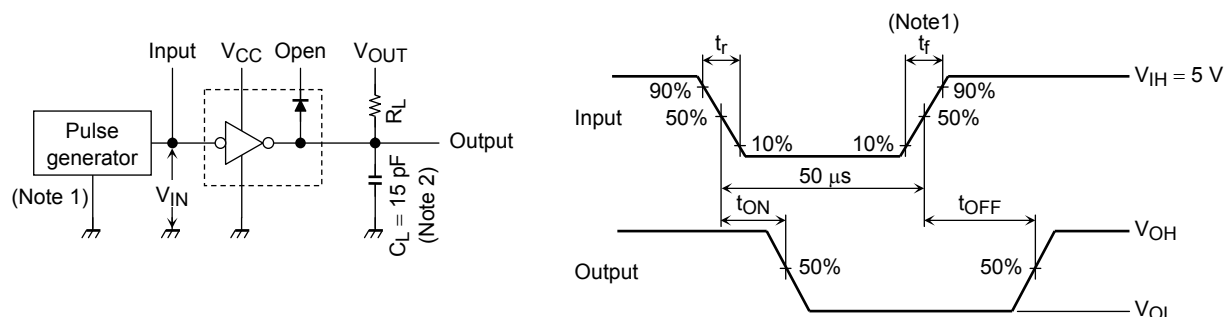 Input
VCC
Open
VOUT
RL
Output
Pulse
generator
(Note 1)
VIN
CL = 15 pF
(Note 2)
(Note1)
tr
tf
VIH = 5 V
90%
90%
50%
50%
Input
10%
10%
50 μs
tON
tOFF
VOH
50%
50%
Output
VOL